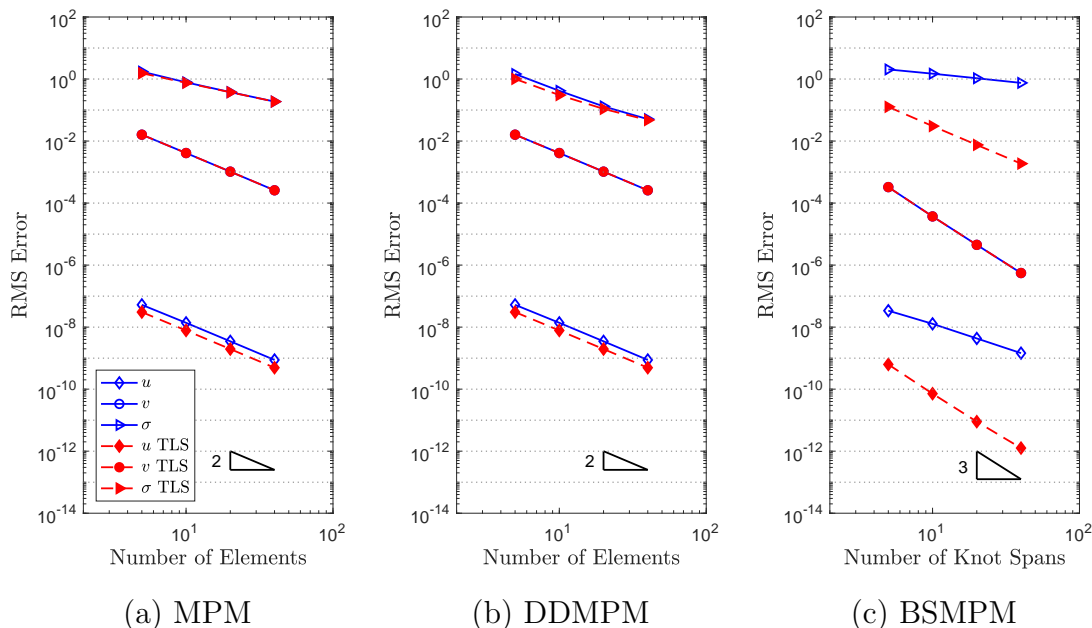 10^2
10^0
10^-2
10^-4
10^-6
10^-8
10^-10
10^-12
10^-14
RMS Error
u
v
σ
u TLS
v TLS
σ TLS
2
10^1
10^2
Number of Elements
(a) MPM
10^2
10^0
10^-2
10^-4
10^-6
10^-8
10^-10
10^-12
10^-14
RMS Error
2
10^1
10^2
Number of Elements
(b) DDMPM
10^2
10^0
10^-2
10^-4
10^-6
10^-8
10^-10
10^-12
10^-14
RMS Error
3
10^1
10^2
Number of Knot Spans
(c) BSMPM